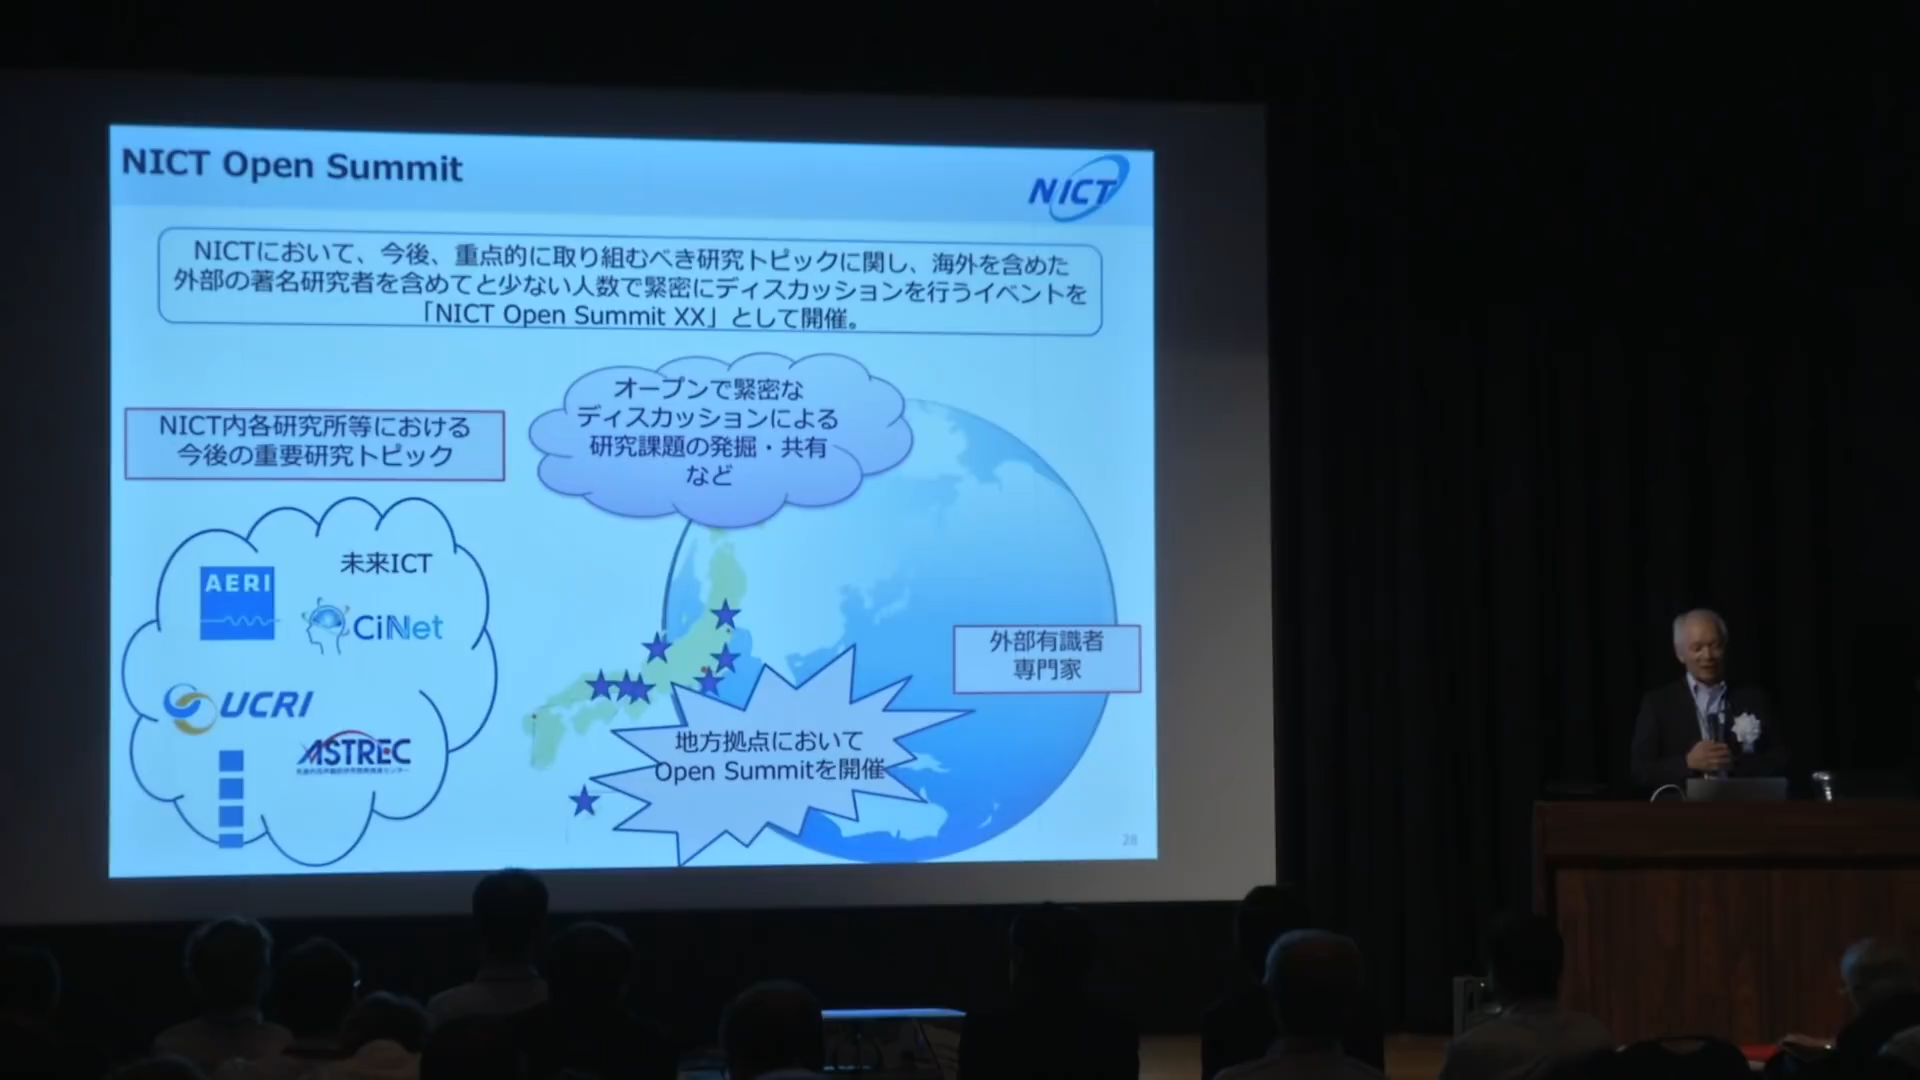 NICT Open Summit
NICT
NICTにおいて、今後、重点的に取り組むべき研究トピックに関し、海外を含めた
外部の著名研究者を含めてと少ない人数で緊密にディスカッションを行うイベントを
「NICT Open Summit XX」として開催。
オープンで緊密な
ディスカッションによる
研究課題の発掘・共有
など
NICT内各研究所等における
今後の重要研究トピック
未来ICT
AERI
CiNet
UCRI
ASTREC
外部有識者
専門家
地方拠点において
Open Summitを開催
28